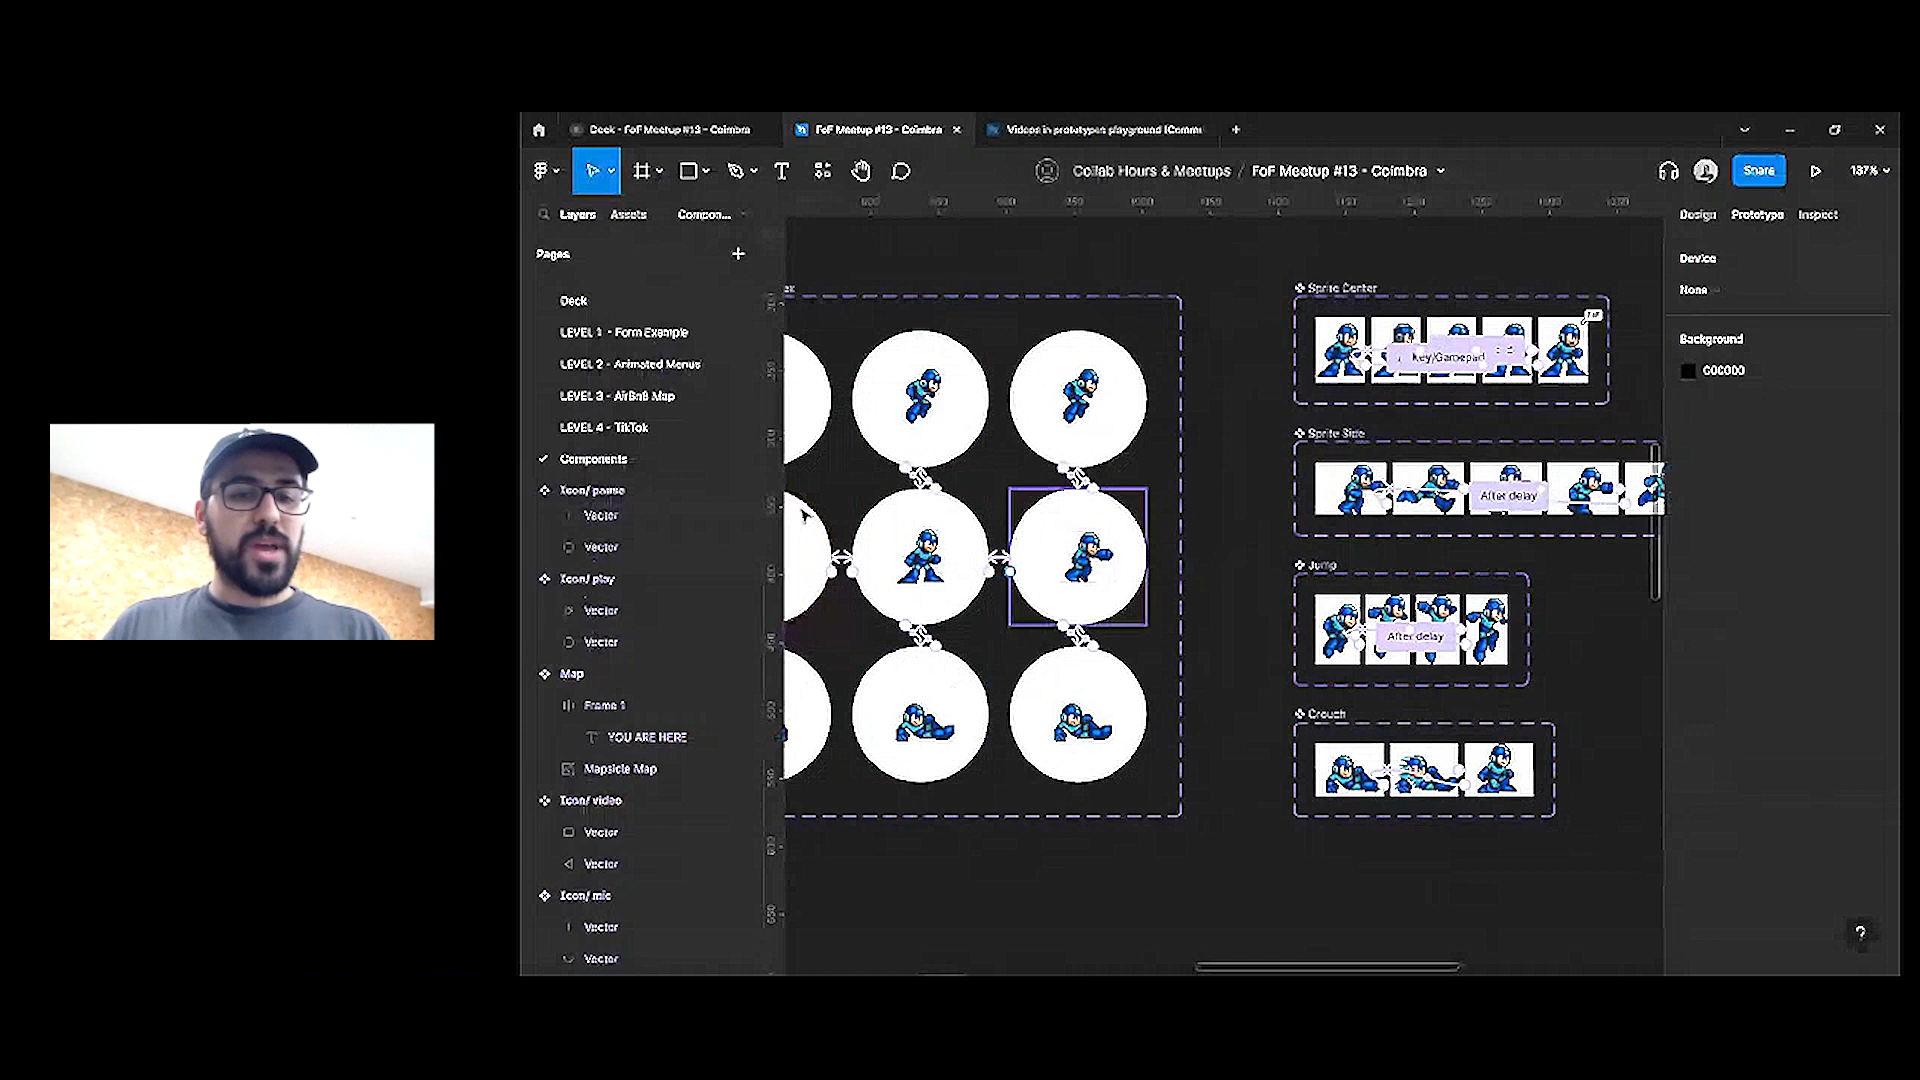 Deck - FoF Meetup #13 - Coimbra
FoF Meetup #13 - Coimbra
Videos in prototypes playground (Commu
Collab Hours & Meetups / FoF Meetup #13 - Coimbra
Share
137%
Layers
Assets
Compon...
Design
Prototype
Inspect
Pages
Device
None
Background
000000
Deck
LEVEL 1 - Form Example
LEVEL 2 - Animated Menus
LEVEL 3 - AirBnB Map
LEVEL 4 - TikTok
Components
Icon/ pause
Vector
Vector
Icon/ play
Vector
Vector
Map
Frame 1
YOU ARE HERE
Mapsicle Map
Icon/ video
Vector
Vector
Icon/ mic
Vector
Vector
Sprite Center
Key/Gamepad
Sprite Side
After delay
Jump
After delay
Crouch
?